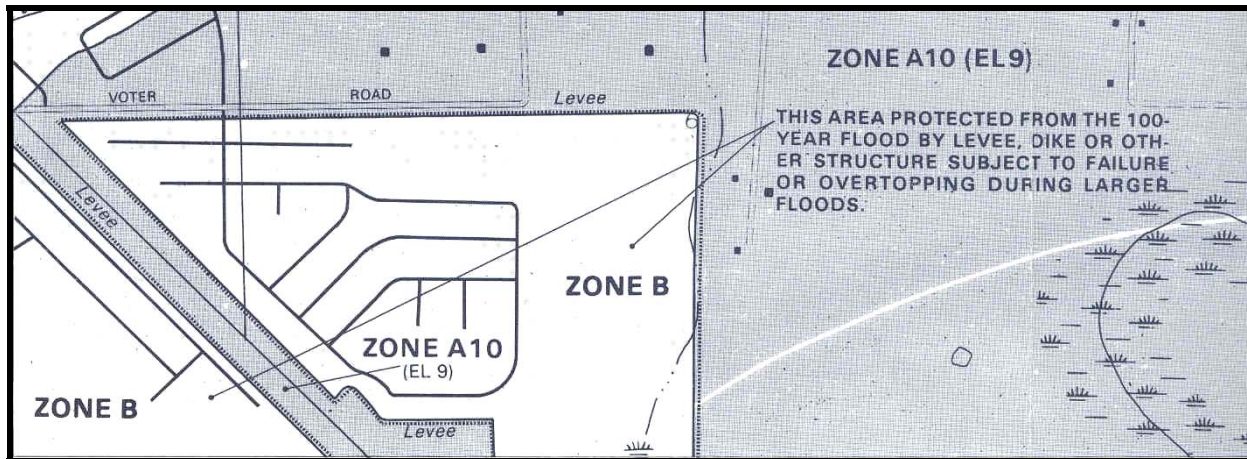 ZONE A10 (EL 9)
VOTER ROAD
Levee
6
THIS AREA PROTECTED FROM THE 100-
YEAR FLOOD BY LEVEE, DIKE OR OTH-
ER STRUCTURE SUBJECT TO FAILURE
OR OVERTOPPING DURING LARGER
FLOODS.
Levee
ZONE B
ZONE A10
(EL 9)
ZONE B
Levee